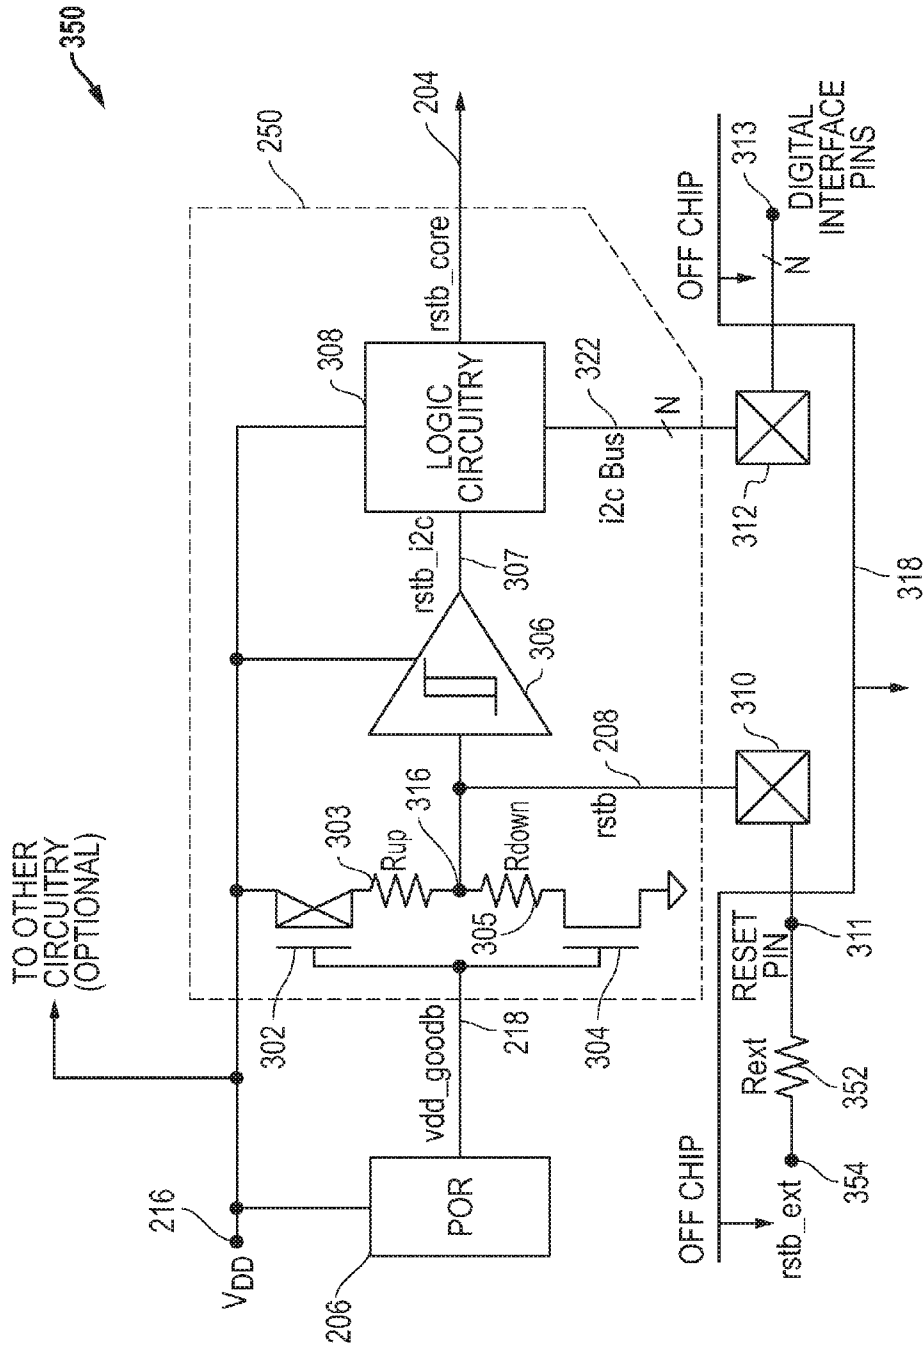 350
TO OTHER
CIRCUITRY
(OPTIONAL)
216
VDD
206
POR
vdd_goodb
218
302
303
Rup
316
Rdown
305
304
306
rstb_i2c
307
308
LOGIC
CIRCUITRY
250
rstb_core
204
i2c Bus
322
N
rstb
208
310
312
318
OFF CHIP
RESET
PIN
311
Rext
352
rstb_ext
354
OFF CHIP
313
N
DIGITAL
INTERFACE
PINS